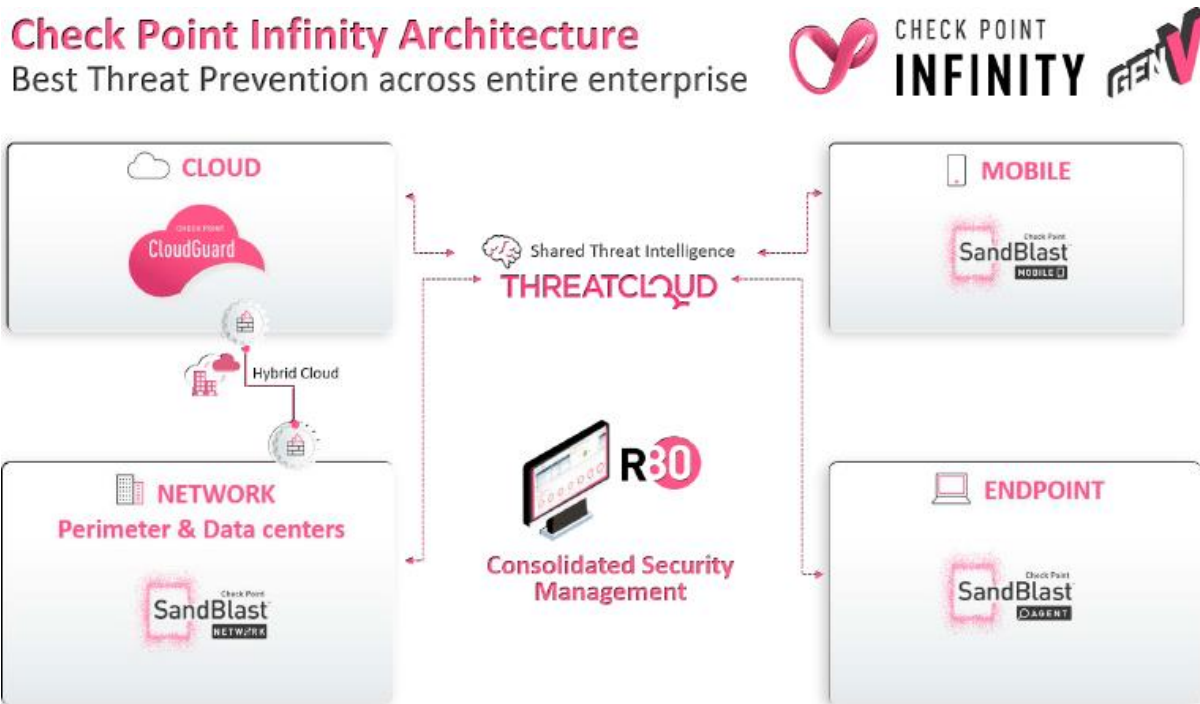 Check Point Infinity Architecture
Best Threat Prevention across entire enterprise
CHECK POINT
INFINITY
GEN V
CLOUD
CHECK POINT
CloudGuard
MOBILE
Check Point
SandBlast
MOBILE
Shared Threat Intelligence
THREATCLOUD
Hybrid Cloud
NETWORK
Perimeter & Data centers
Check Point
SandBlast
NETWORK
R80
Consolidated Security
Management
ENDPOINT
Check Point
SandBlast
AGENT